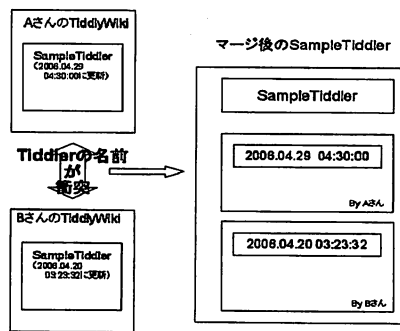 AさんのTiddlyWiki
SampleTiddler
(2006.04.29
04:30:00に更新)
Tiddlerの名前
が
衝突
BさんのTiddlyWiki
SampleTiddler
(2006.04.20
03:23:32に更新)
マージ後のSampleTiddler
SampleTiddler
2006.04.29 04:30:00
By Aさん
2006.04.20 03:23:32
By Bさん